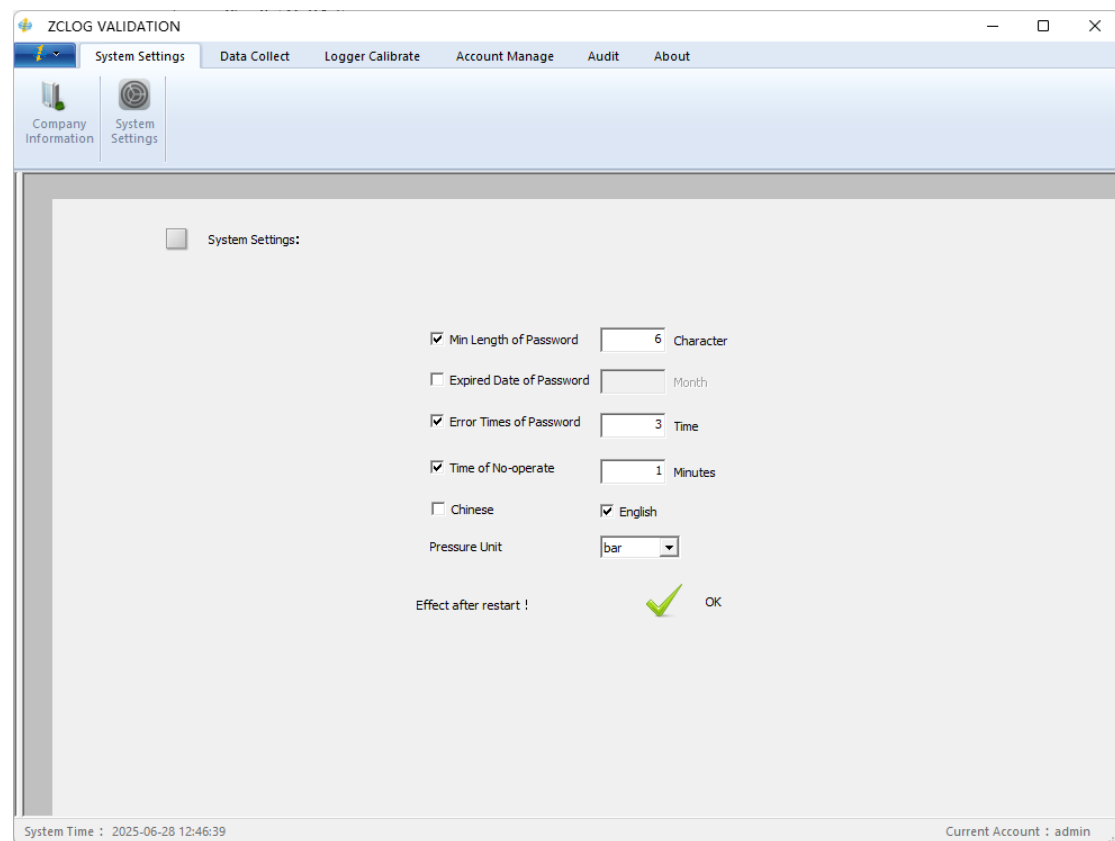 ZCLOG VALIDATION
System Settings Data Collect Logger Calibrate Account Manage Audit About
Company Information
System Settings
System Settings:
Min Length of Password 6 Character
Expired Date of Password Month
Error Times of Password 3 Time
Time of No-operate 1 Minutes
Chinese English
Pressure Unit bar
Effect after restart ! OK
System Time : 2025-06-28 12:46:39 Current Account : admin